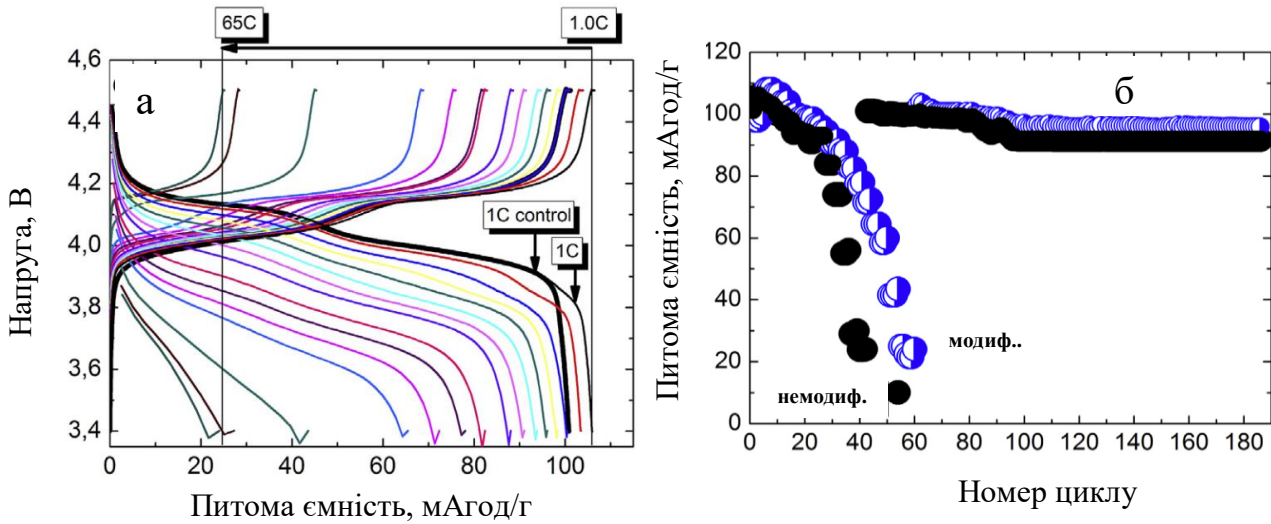 65C
1.0C
4,6
4,4
4,2
4,0
3,8
3,6
3,4
а
1C control
1C
0
20
40
60
80
100
Напруга, В
Питома ємність, мАгод/г
120
100
80
60
40
20
0
б
модиф..
немодиф.
0
20
40
60
80
100
120
140
160
180
Питома ємність, мАгод/г
Номер циклу